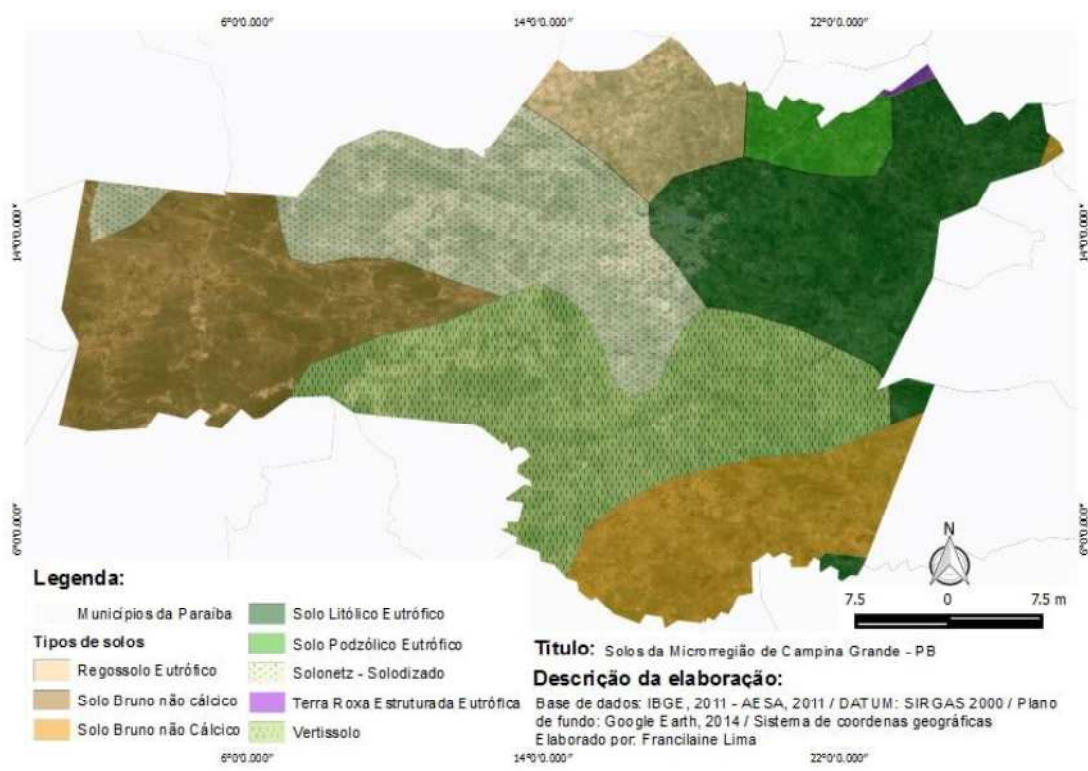 6°0'0.000" 14°0'0.000" 22°0'0.000"
14°0'0.000" 14°0'0.000"
6°0'0.000" 6°0'0.000"
N
7.5 0 7.5 m
Legenda:
Municípios da Paraíba
Tipos de solos
Regossolo Eutrófico
Solo Bruno não cálcico
Solo Bruno não Cálcico
Solo Litólico Eutrófico
Solo Podzólico Eutrófico
Solonetz - Solodizado
Terra Roxa Estruturada Eutrófica
Vertissolo
Titulo: Solos da Microrregião de Campina Grande - PB
Descrição da elaboração:
Base de dados: IBGE, 2011 - AESA, 2011 / DATUM: SIRGAS 2000 / Plano
de fundo: Google Earth, 2014 / Sistema de coordenas geográficas
Elaborado por: Francilaine Lima
6°0'0.000" 14°0'0.000" 22°0'0.000"